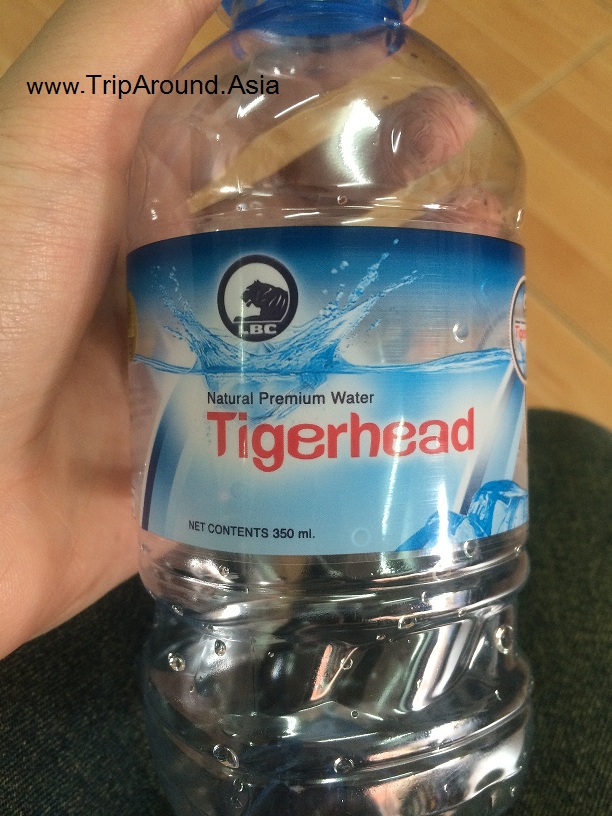 www.TripAround.Asia
LBC
Natural Premium Water
Tigerhead
NET CONTENTS 350 ml.